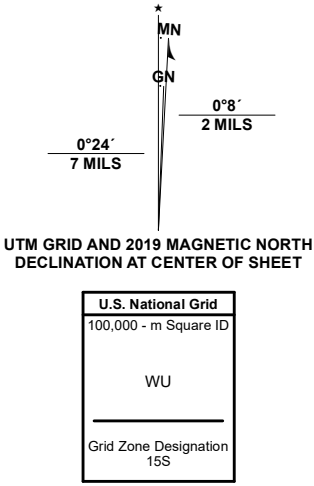 ★
MN
GN
0°8´
2 MILS
0°24´
7 MILS
UTM GRID AND 2019 MAGNETIC NORTH
DECLINATION AT CENTER OF SHEET
U.S. National Grid
100,000 - m Square ID
WU
Grid Zone Designation
15S